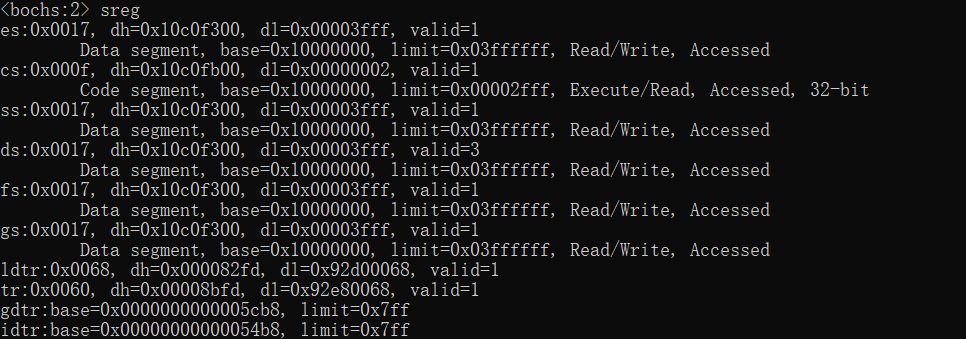 <bochs:2> sreg
es:0x0017, dh=0x10c0f300, dl=0x00003fff, valid=1
        Data segment, base=0x10000000, limit=0x03ffffff, Read/Write, Accessed
cs:0x000f, dh=0x10c0fb00, dl=0x00000002, valid=1
        Code segment, base=0x10000000, limit=0x00002fff, Execute/Read, Accessed, 32-bit
ss:0x0017, dh=0x10c0f300, dl=0x00003fff, valid=1
        Data segment, base=0x10000000, limit=0x03ffffff, Read/Write, Accessed
ds:0x0017, dh=0x10c0f300, dl=0x00003fff, valid=3
        Data segment, base=0x10000000, limit=0x03ffffff, Read/Write, Accessed
fs:0x0017, dh=0x10c0f300, dl=0x00003fff, valid=1
        Data segment, base=0x10000000, limit=0x03ffffff, Read/Write, Accessed
gs:0x0017, dh=0x10c0f300, dl=0x00003fff, valid=1
        Data segment, base=0x10000000, limit=0x03ffffff, Read/Write, Accessed
ldtr:0x0068, dh=0x000082fd, dl=0x92d00068, valid=1
tr:0x0060, dh=0x00008bfd, dl=0x92e80068, valid=1
gdtr:base=0x0000000000005cb8, limit=0x7ff
idtr:base=0x00000000000054b8, limit=0x7ff